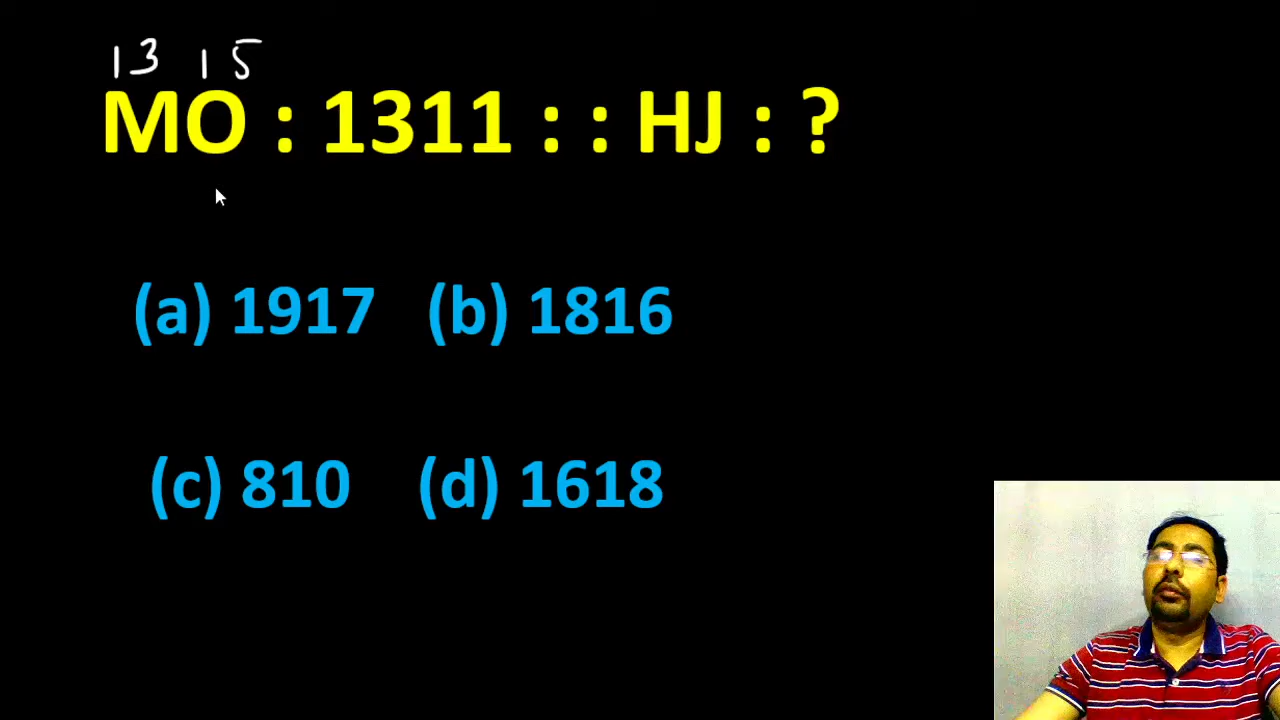 13 15
MO : 1311 : : HJ : ?
(a) 1917 (b) 1816
(c) 810 (d) 1618